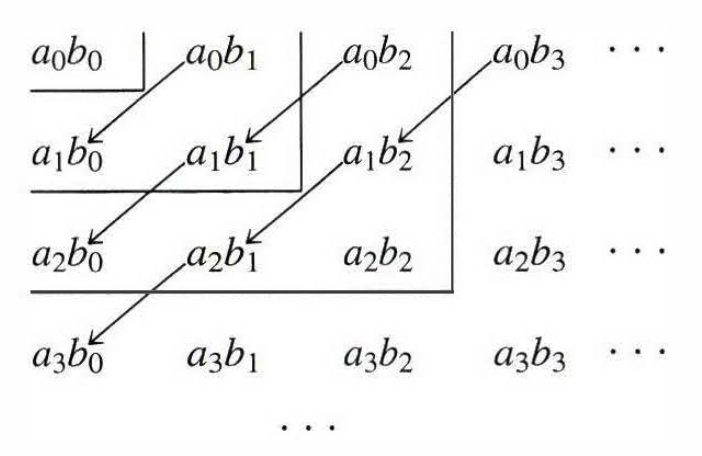 a₀b₀ a₀b₁ a₀b₂ a₀b₃ · · ·
a₁b₀ a₁b₁ a₁b₂ a₁b₃ · · ·
a₂b₀ a₂b₁ a₂b₂ a₂b₃ · · ·
a₃b₀ a₃b₁ a₃b₂ a₃b₃ · · ·
· · ·